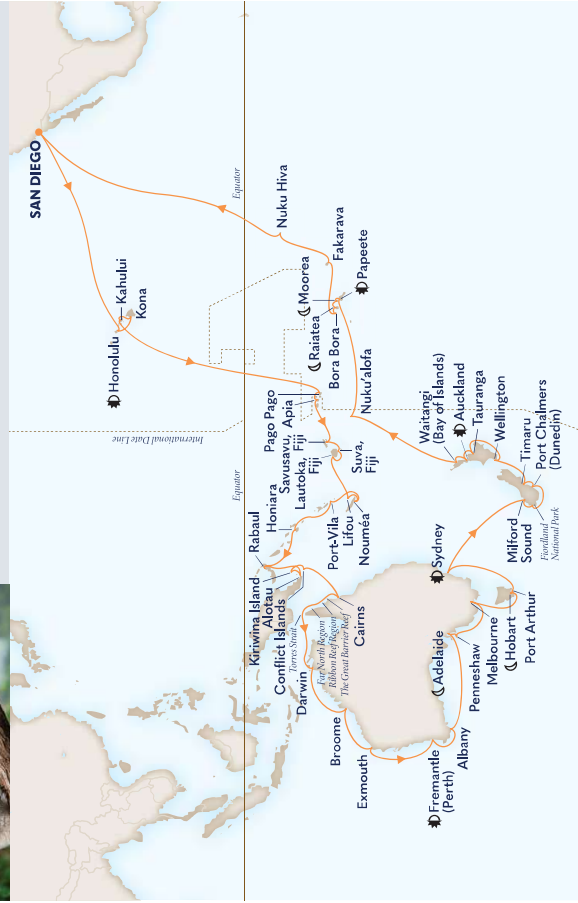 SAN DIEGO
Honolulu
Kahului
Kona
Equator
Nuku Hiva
Fakarava
Papeete
Moorea
Raiatea
Bora Bora
Nuku'alofa
International Date Line
Pago Pago
Apia
Savusavu,
Fiji
Lautoka,
Fiji
Suva,
Fiji
Equator
Honiara
Rabaul
Port-Vila
Lifou
Nouméa
Kiriwina Island
Alotau
Conflict Islands
Torres Strait
Far North Region
Ribbon Reef Region
The Great Barrier Reef
Cairns
Darwin
Broome
Exmouth
Fremantle
(Perth)
Albany
Adelaide
Penneshaw
Melbourne
Hobart
Port Arthur
Sydney
Milford
Sound
Fiordland
National Park
Port Chalmers
(Dunedin)
Timaru
Wellington
Tauranga
Auckland
Waitangi
(Bay of Islands)